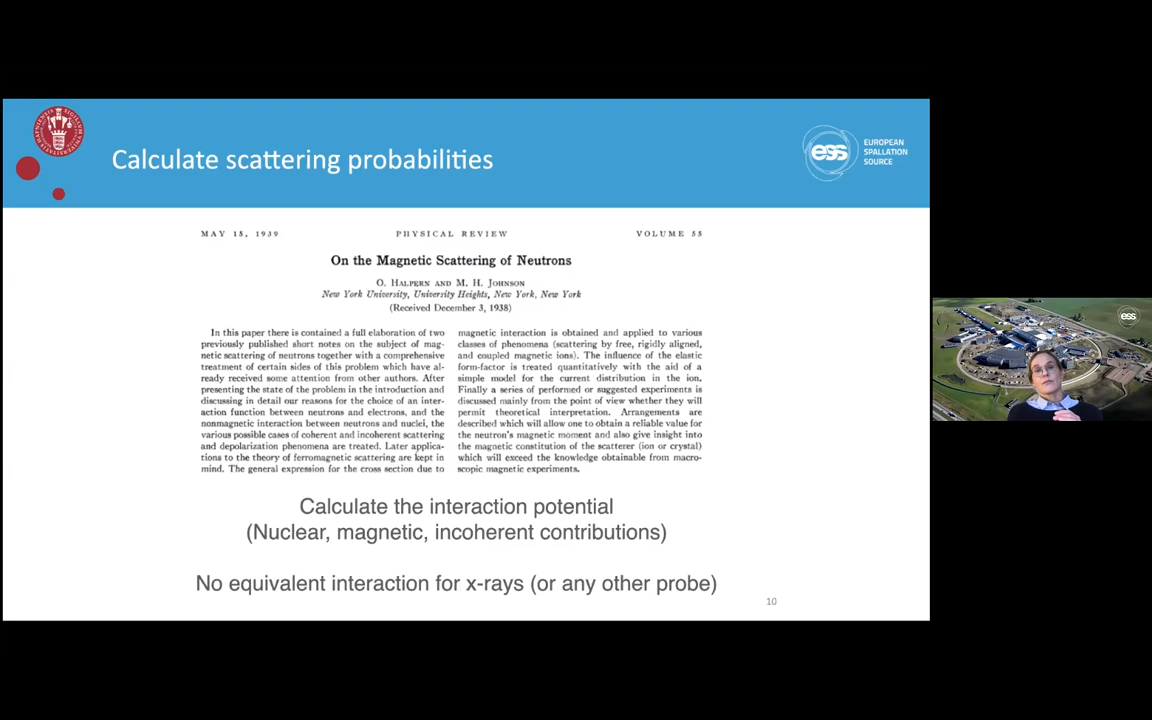 Calculate scattering probabilities
ess
EUROPEAN
SPALLATION
SOURCE
MAY 15, 1939
PHYSICAL REVIEW
VOLUME 55
On the Magnetic Scattering of Neutrons
O. HALPERN AND M. H. JOHNSON
New York University, University Heights, New York, New York
(Received December 3, 1938)
In this paper there is contained a full elaboration of two
previously published short notes on the subject of mag-
netic scattering of neutrons together with a comprehensive
treatment of certain sides of this problem which have al-
ready received some attention from other authors. After
presenting the state of the problem in the introduction and
discussing in detail our reasons for the choice of an inter-
action function between neutrons and electrons, and the
nonmagnetic interaction between neutrons and nuclei, the
various possible cases of coherent and incoherent scattering
and depolarization phenomena are treated. Later applica-
tions to the theory of ferromagnetic scattering are kept in
mind. The general expression for the cross section due to
magnetic interaction is obtained and applied to various
classes of phenomena (scattering by free, rigidly aligned,
and coupled magnetic ions). The influence of the elastic
form-factor is treated quantitatively with the aid of a
simple model for the current distribution in the ion.
Finally a series of performed or suggested experiments is
discussed mainly from the point of view whether they will
permit theoretical interpretation. Arrangements are
described which will allow one to obtain a reliable value for
the neutron's magnetic moment and also give insight into
the magnetic constitution of the scatterer (ion or crystal)
which will exceed the knowledge obtainable from macro-
scopic magnetic experiments.
Calculate the interaction potential
(Nuclear, magnetic, incoherent contributions)
No equivalent interaction for x-rays (or any other probe)
10
ess